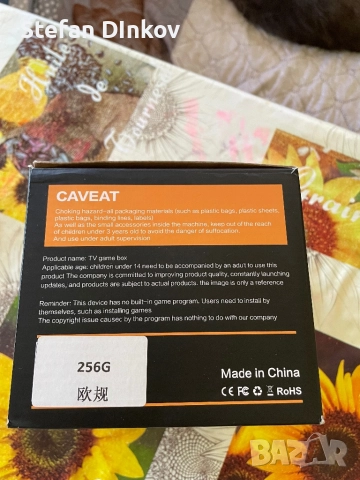 Stefan DInkov
Huile
de
Tournesol
CAVEAT
Choking hazard-all packaging materials (such as plastic bags, plastic sheets,
plastic bags, binding lines, labels)
As well as the small accessories inside the machine, keep out of the reach
of children under 3 years old to avoid the danger of suffocation.
And use under adult supervision
Product name: TV game box
Applicable age: children under 14 need to be accompanied by an adult to use this
product The company is committed to improving product quality, constantly launching
updates, and products are subject to actual products. the image is only a reference
Reminder: This device has no built-in game program. Users need to install by
themselves, such as installing games
The copyright issue caused by the program has nothing to do with our company
256G
欧规
Made in China
CE FC RoHS
BAZAR
bg